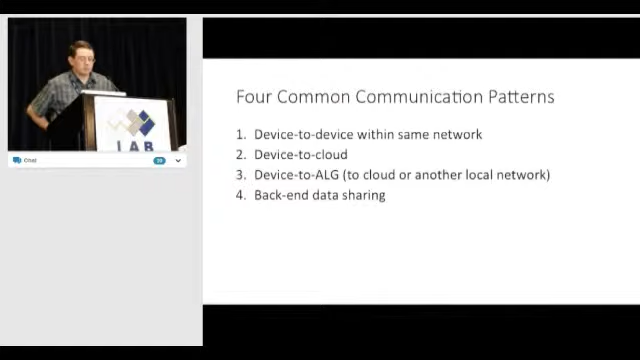 IAB
Chat
Four Common Communication Patterns
1. Device-to-device within same network
2. Device-to-cloud
3. Device-to-ALG (to cloud or another local network)
4. Back-end data sharing